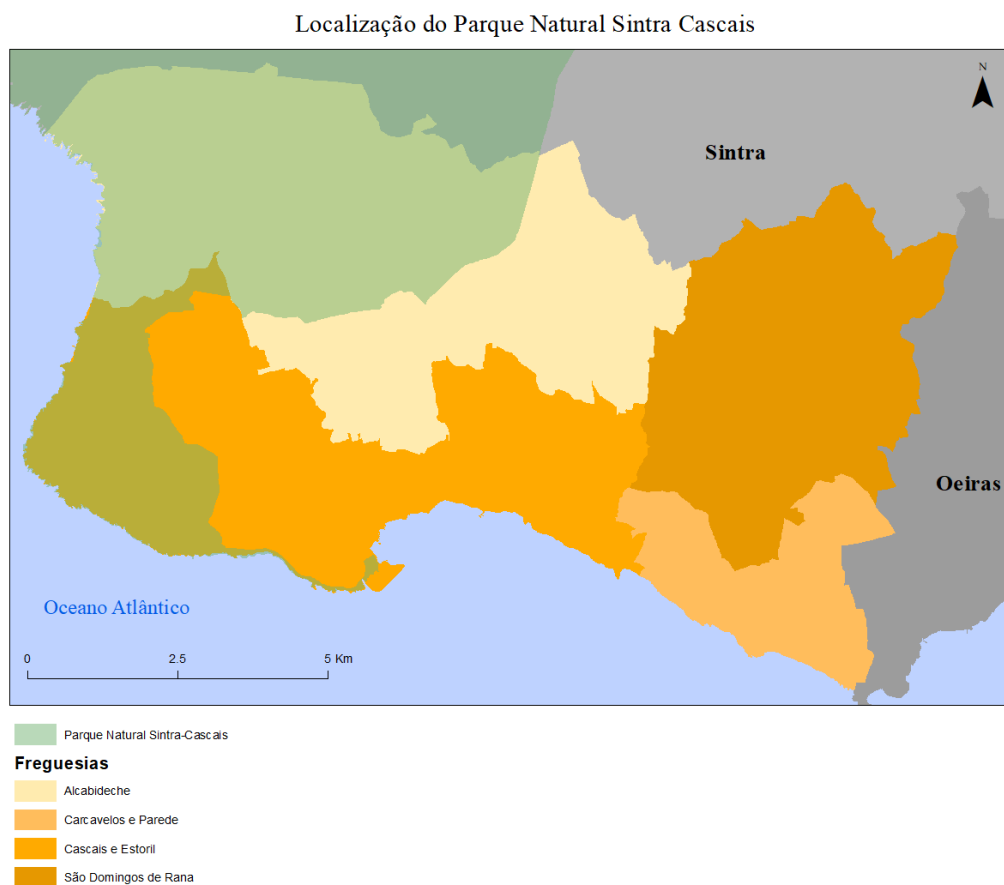 Localização do Parque Natural Sintra Cascais
N
Sintra
Oeiras
Oceano Atlântico
0 2.5 5 Km
Parque Natural Sintra-Cascais
Freguesias
Alcabideche
Carcavelos e Parede
Cascais e Estoril
São Domingos de Rana